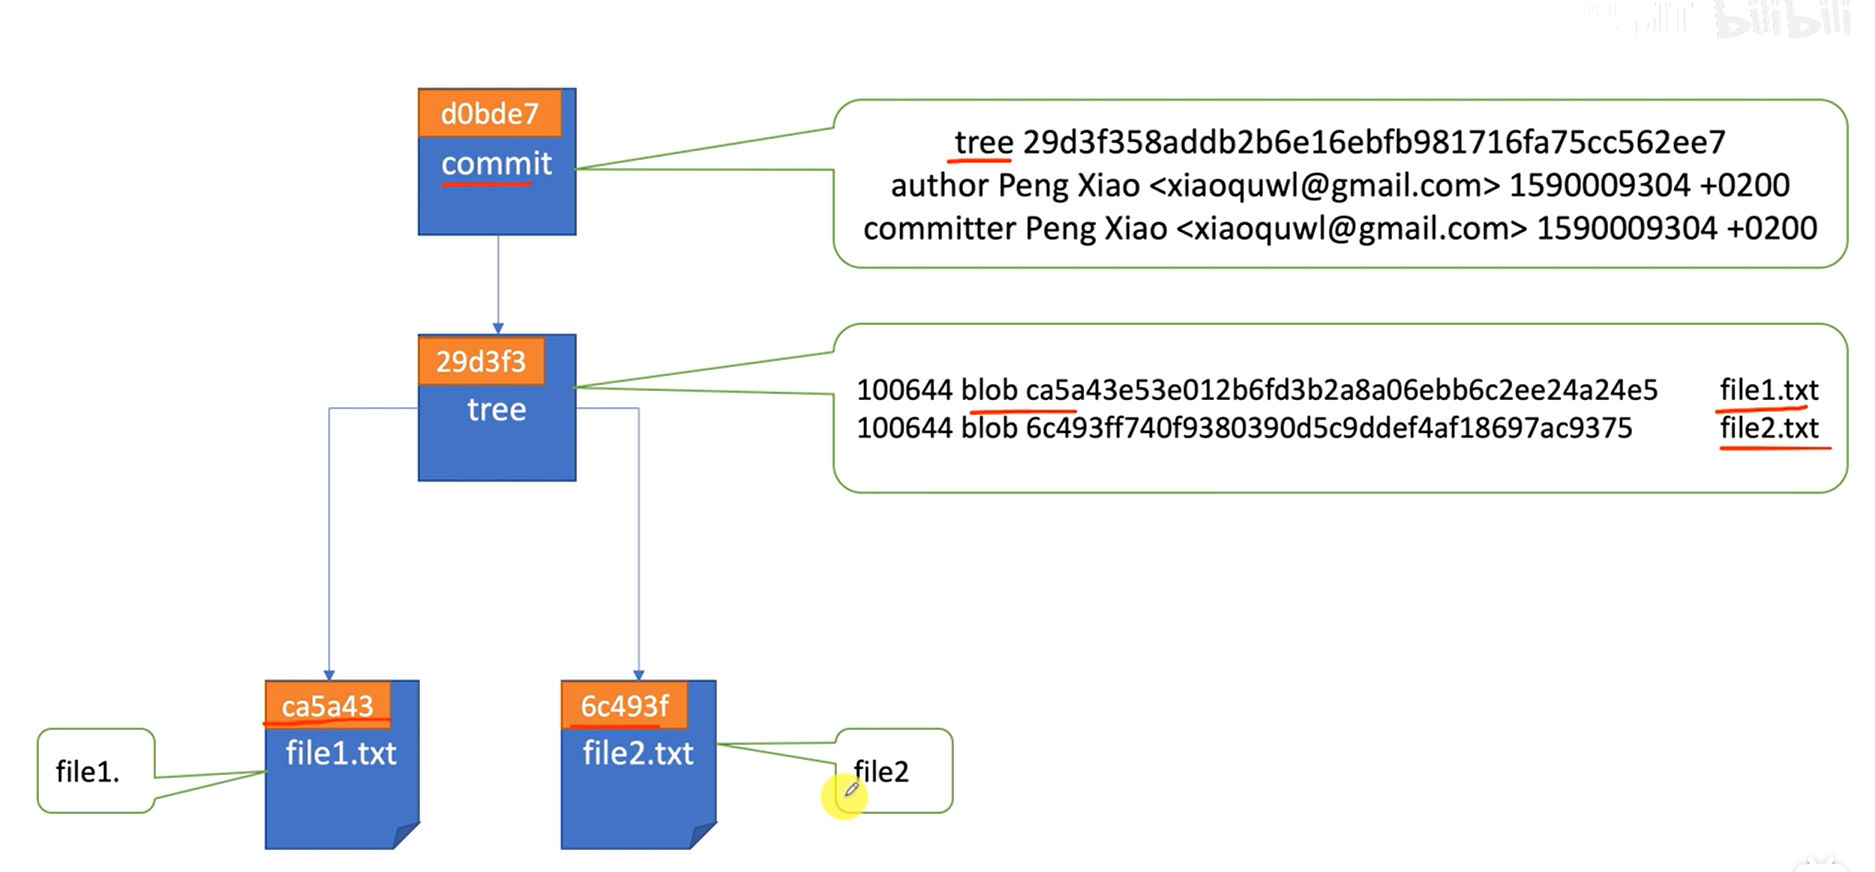 bilibili
d0bde7
commit
tree 29d3f358addb2b6e16ebfb981716fa75cc562ee7
author Peng Xiao <xiaoquwl@gmail.com> 1590009304 +0200
committer Peng Xiao <xiaoquwl@gmail.com> 1590009304 +0200
29d3f3
tree
100644 blob ca5a43e53e012b6fd3b2a8a06ebb6c2ee24a24e5 file1.txt
100644 blob 6c493ff740f9380390d5c9ddef4af18697ac9375 file2.txt
ca5a43
file1.txt
6c493f
file2.txt
file1.
file2